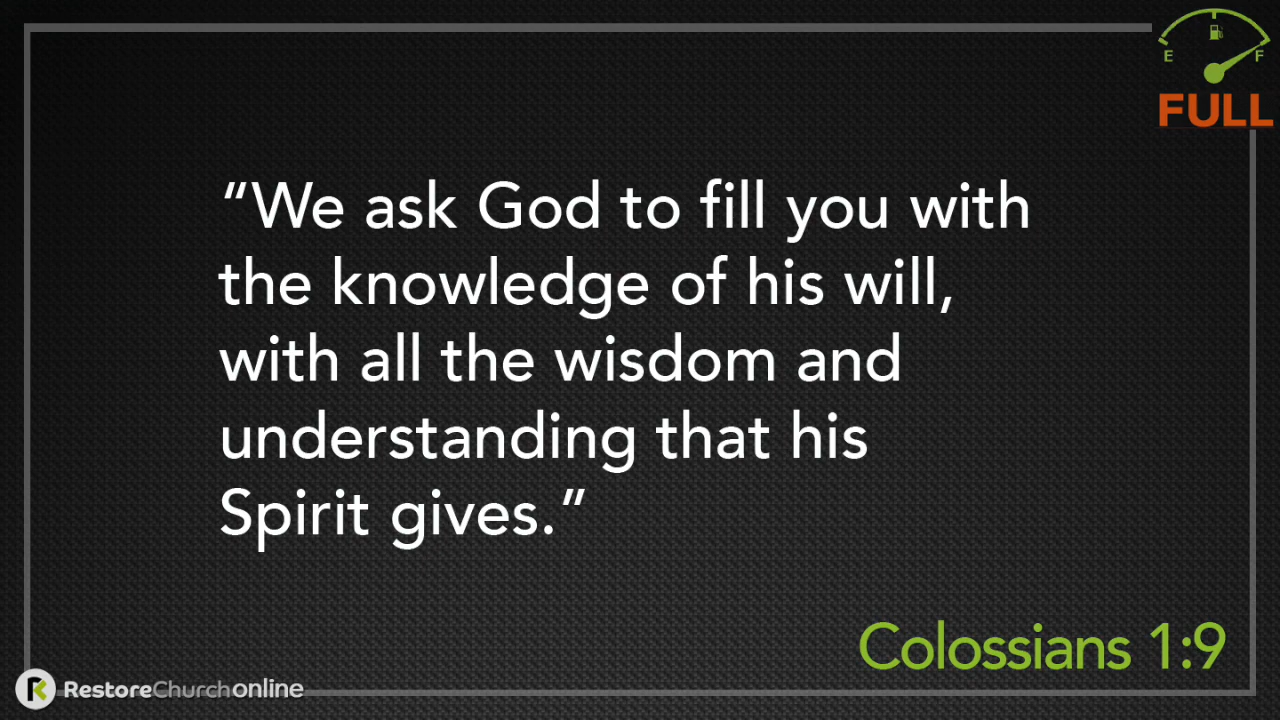 E F
FULL
“We ask God to fill you with
the knowledge of his will,
with all the wisdom and
understanding that his
Spirit gives.”
Colossians 1:9
RestoreChurchonline